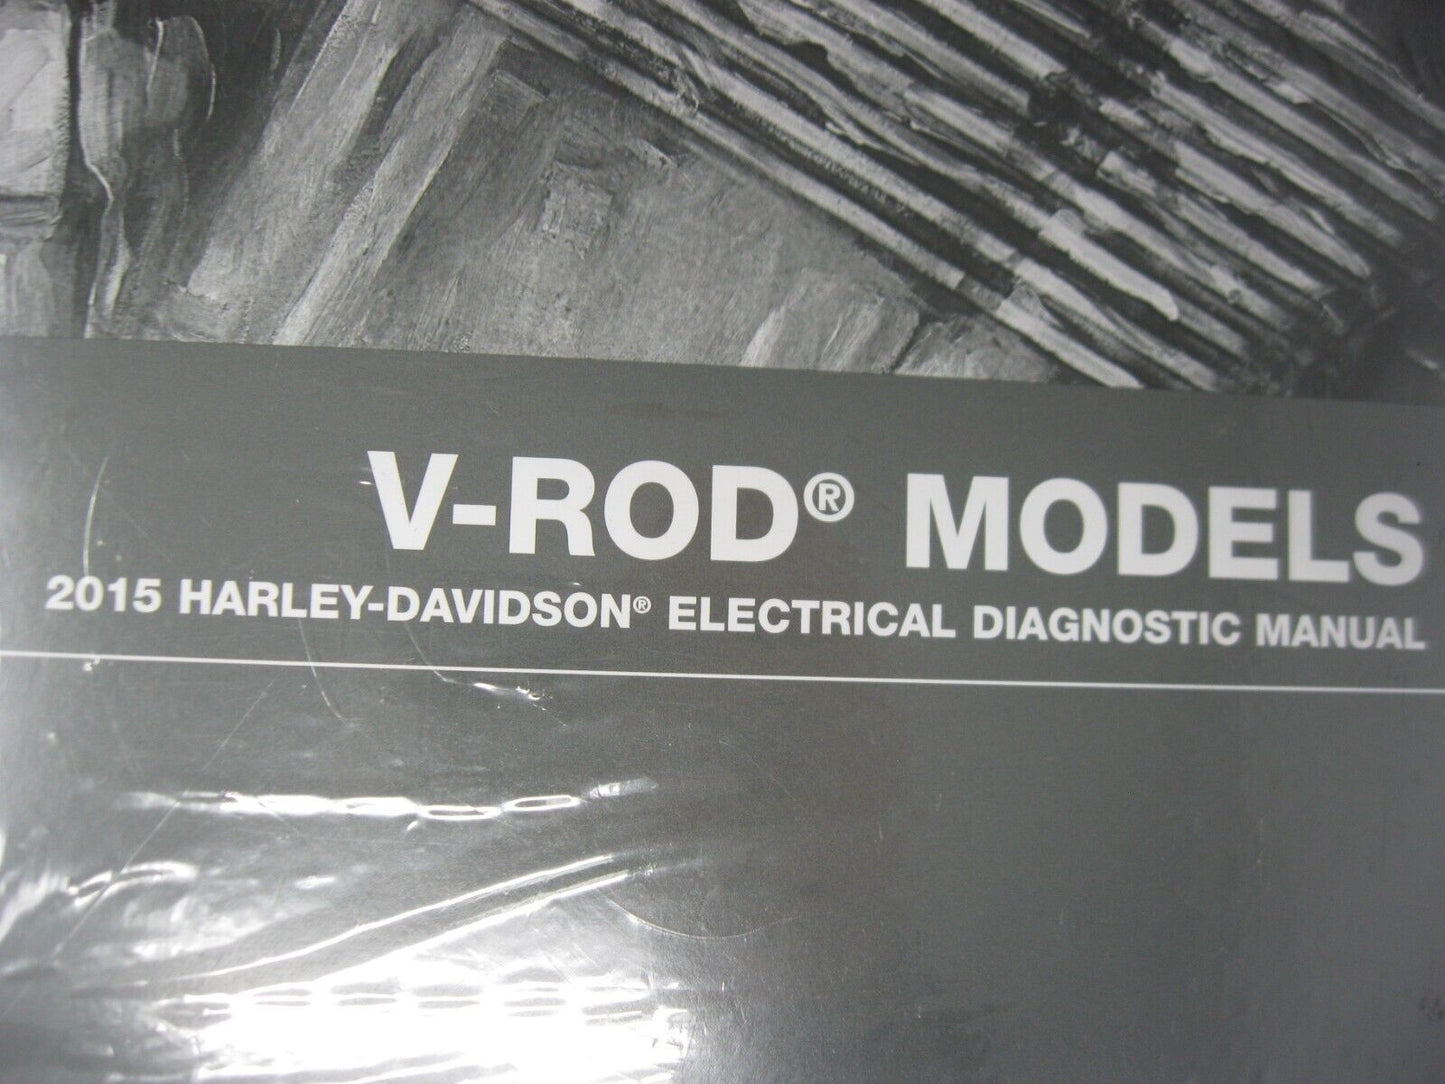 V-ROD® MODELS
2015 HARLEY-DAVIDSON® ELECTRICAL DIAGNOSTIC MANUAL